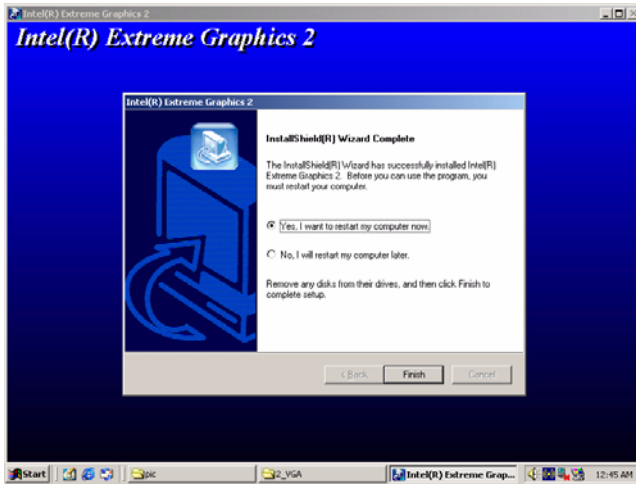 Intel(R) Extreme Graphics 2
Intel(R) Extreme Graphics 2
Intel(R) Extreme Graphics 2
InstallShield(R) Wizard Complete
The InstallShield(R) Wizard has successfully installed Intel(R)
Extreme Graphics 2. Before you can use the program, you
must restart your computer.
Yes, I want to restart my computer now.
No, I will restart my computer later.
Remove any disks from their drives, and then click Finish to
complete setup.
< Back
Finish
Cancel
Start
pic
2_VGA
Intel(R) Extreme Grap...
12:45 AM